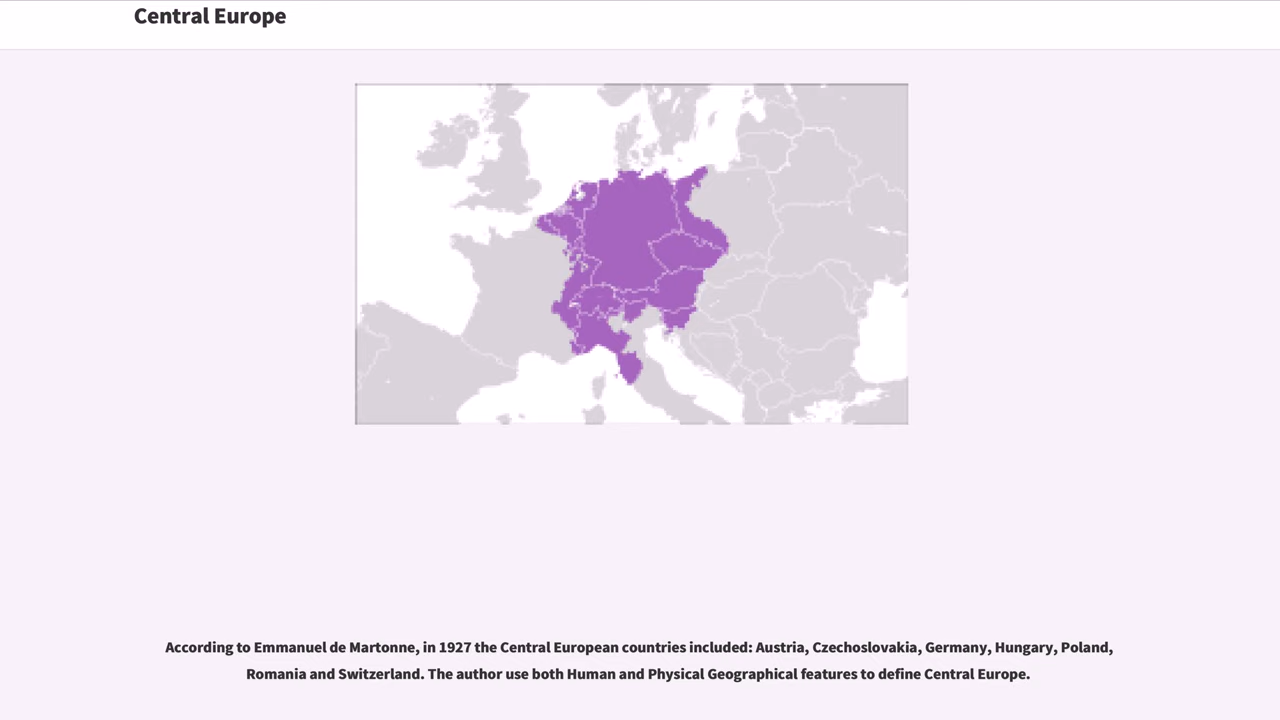 Central Europe
According to Emmanuel de Martonne, in 1927 the Central European countries included: Austria, Czechoslovakia, Germany, Hungary, Poland,
Romania and Switzerland. The author use both Human and Physical Geographical features to define Central Europe.